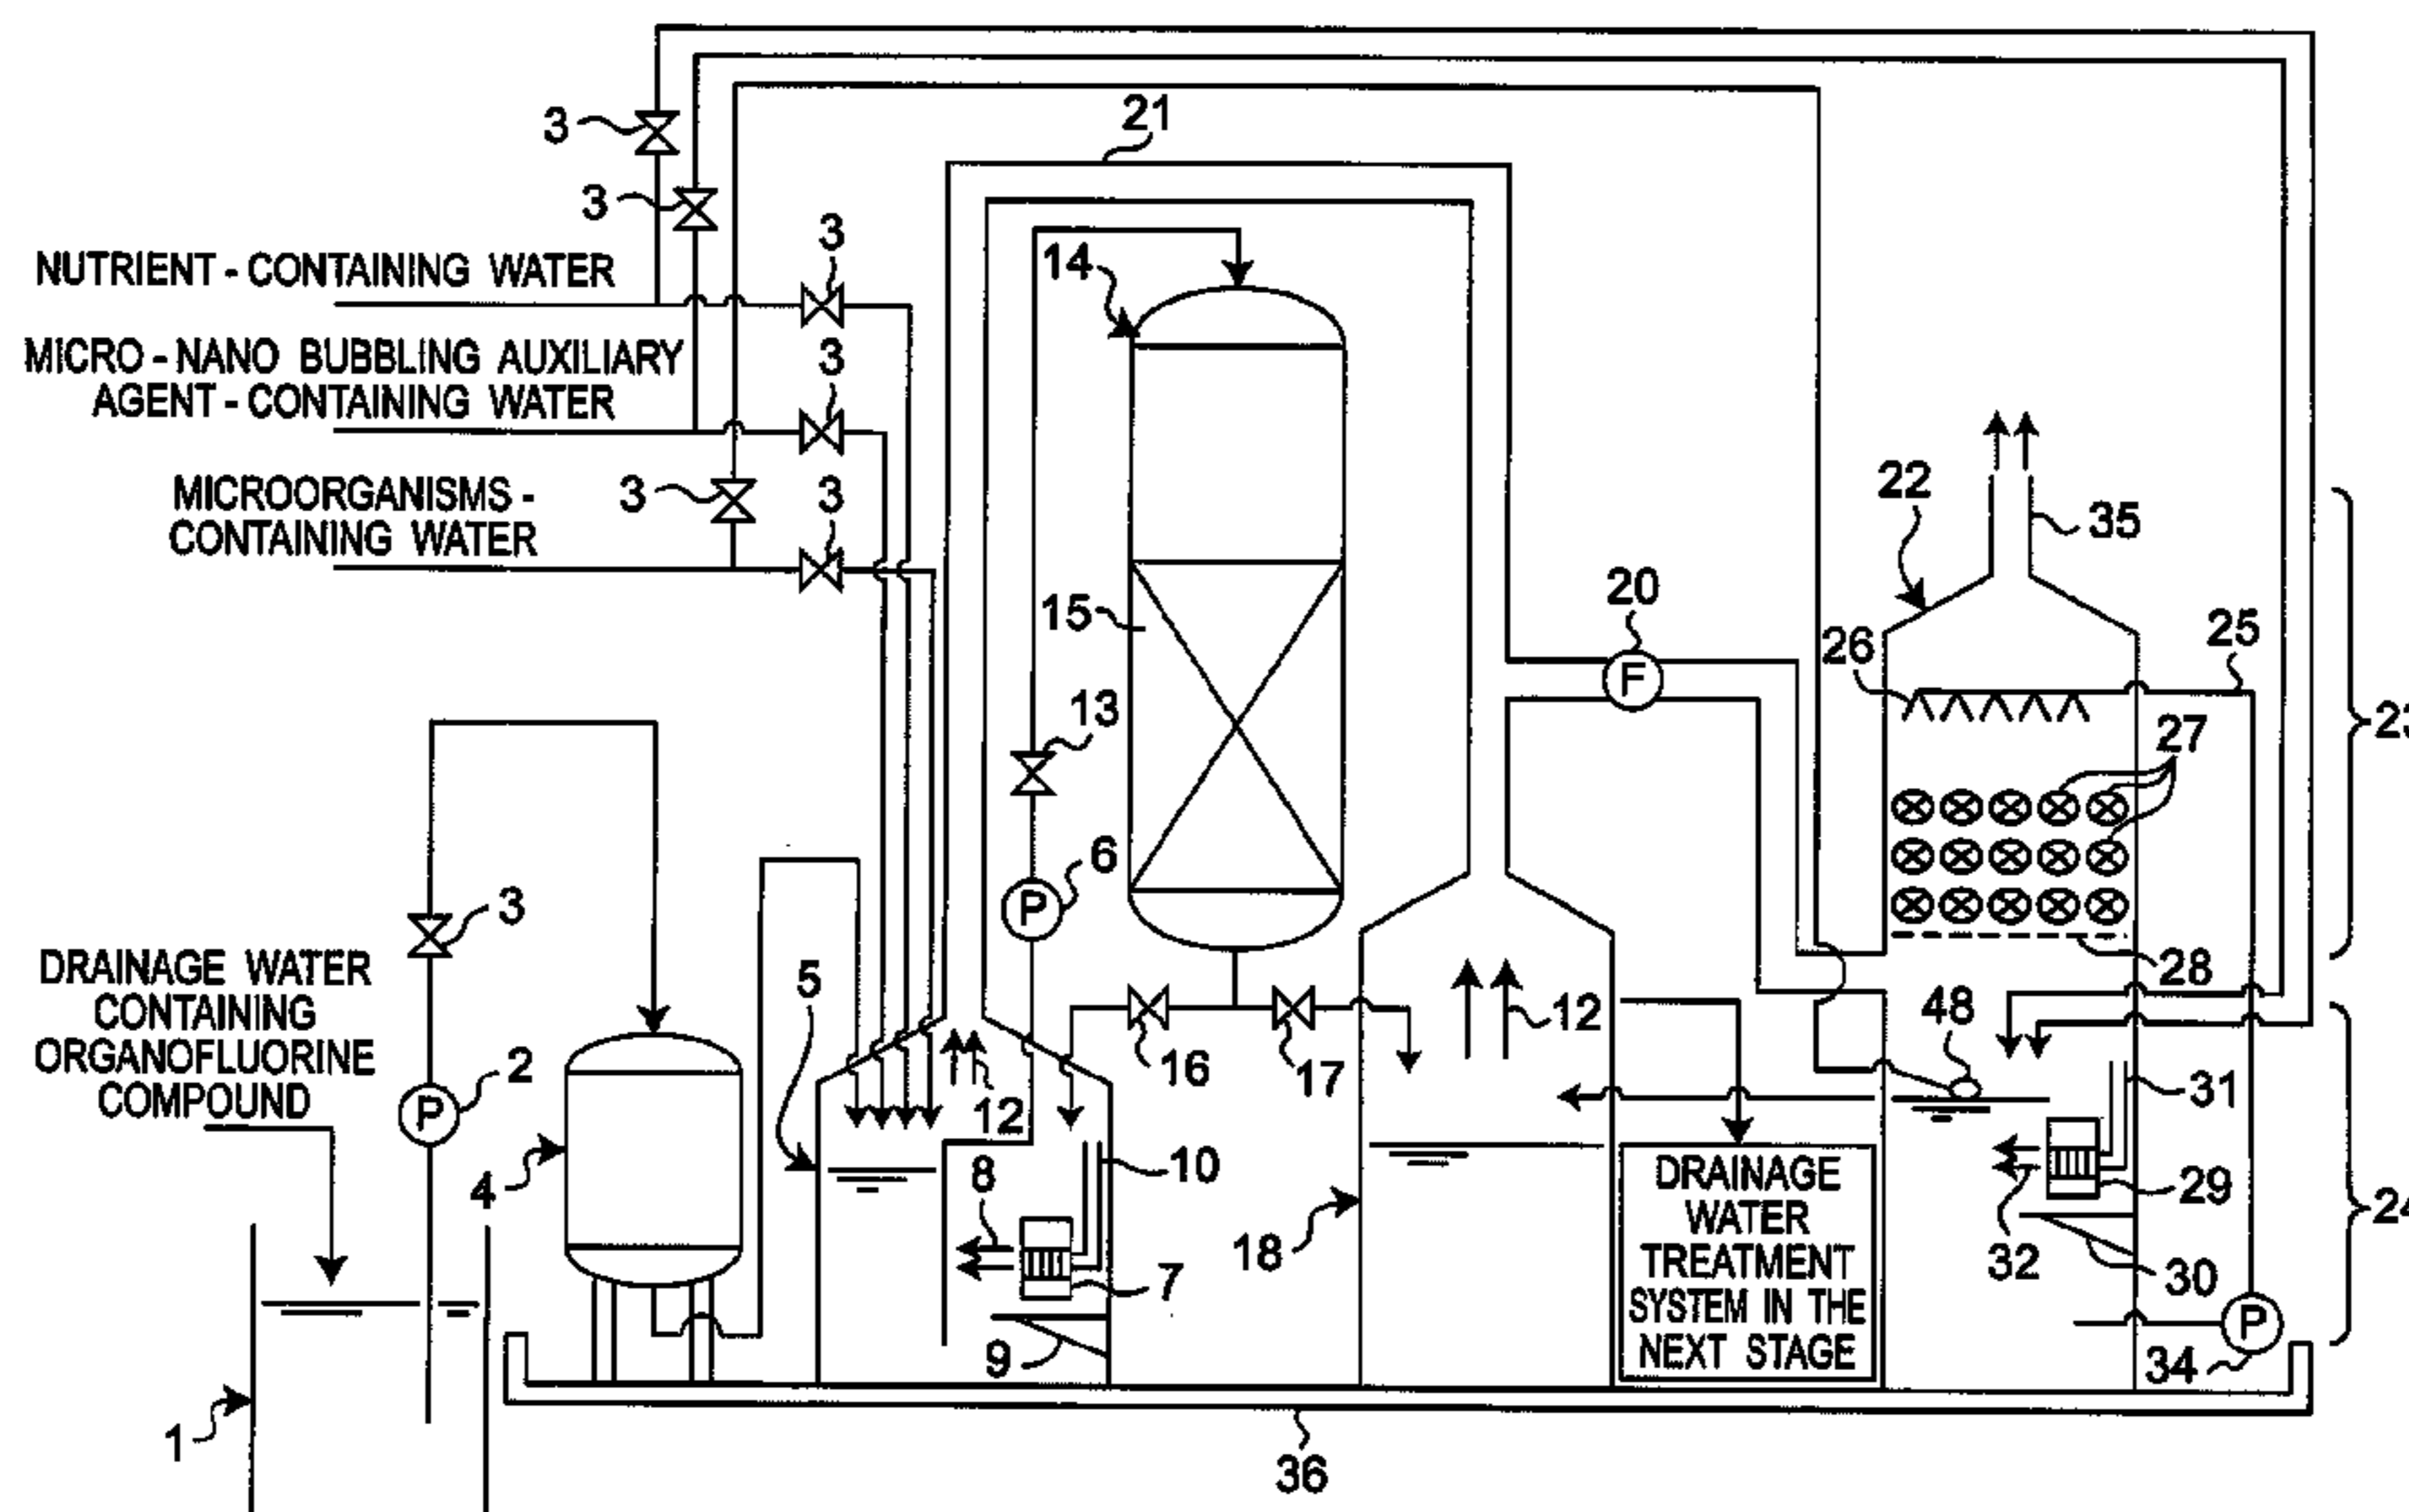 3
21
3
3
NUTRIENT - CONTAINING WATER
14
MICRO - NANO BUBBLING AUXILIARY
AGENT - CONTAINING WATER
3
MICROORGANISMS -
CONTAINING WATER
3
3
22
35
15
20
F
26
25
23
13
27
6
P
3
DRAINAGE WATER
CONTAINING
ORGANOFLUORINE
COMPOUND
5
28
48
16
17
12
2
P
12
31
4
8
10
18
DRAINAGE
WATER
TREATMENT
SYSTEM IN THE
NEXT STAGE
29
24
32
30
7
9
P
34
1
36